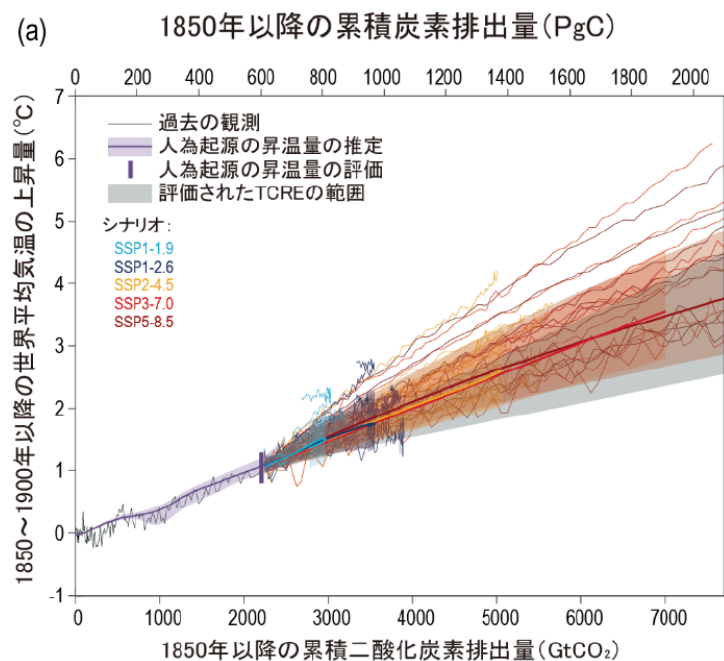 (a)
1850年以降の累積炭素排出量(PgC)
0 200 400 600 800 1000 1200 1400 1600 1800 2000
1850～1900年以降の世界平均気温の上昇量(℃)
7
6
5
4
3
2
1
0
-1
過去の観測
人為起源の昇温量の推定
人為起源の昇温量の評価
評価されたTCREの範囲
シナリオ:
SSP1-1.9
SSP1-2.6
SSP2-4.5
SSP3-7.0
SSP5-8.5
0 1000 2000 3000 4000 5000 6000 7000
1850年以降の累積二酸化炭素排出量(GtCO₂)